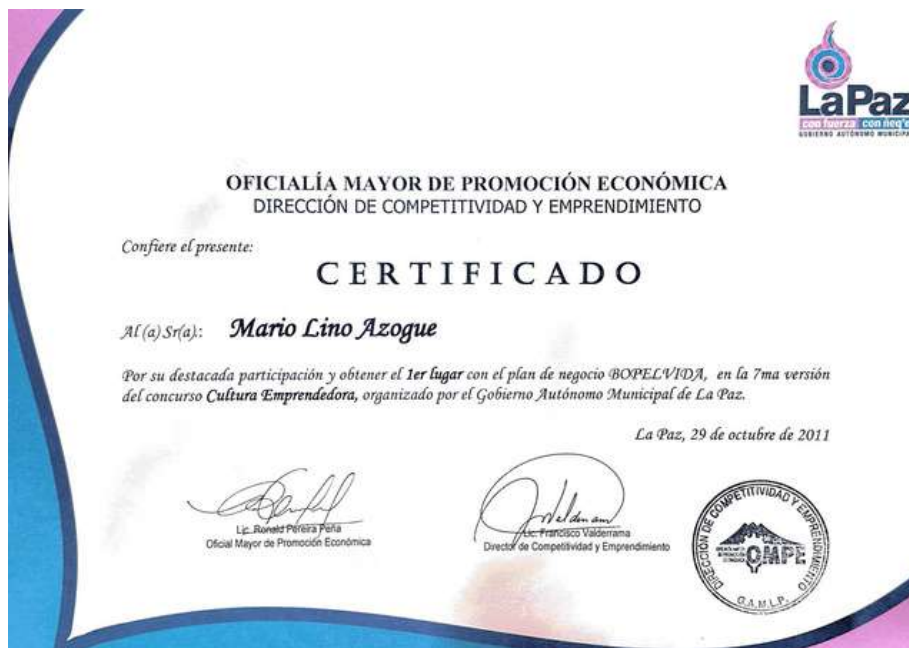 LaPaz
con fuerza con ñeq'e
GOBIERNO AUTÓNOMO MUNICIPAL
OFICIALÍA MAYOR DE PROMOCIÓN ECONÓMICA
DIRECCIÓN DE COMPETITIVIDAD Y EMPRENDIMIENTO
Confiere el presente:
CERTIFICADO
Al (a) Sr(a).: Mario Lino Azogue
Por su destacada participación y obtener el 1er lugar con el plan de negocio BOPELVIDA, en la 7ma versión
del concurso Cultura Emprendedora, organizado por el Gobierno Autónomo Municipal de La Paz.
La Paz, 29 de octubre de 2011
Lic. Ronald Pereira Peña
Oficial Mayor de Promoción Económica
Lic. Francisco Valderrama
Director de Competitividad y Emprendimiento
DIRECCIÓN DE COMPETITIVIDAD Y EMPRENDIMIENTO
OMPE
G.A.M.L.P.